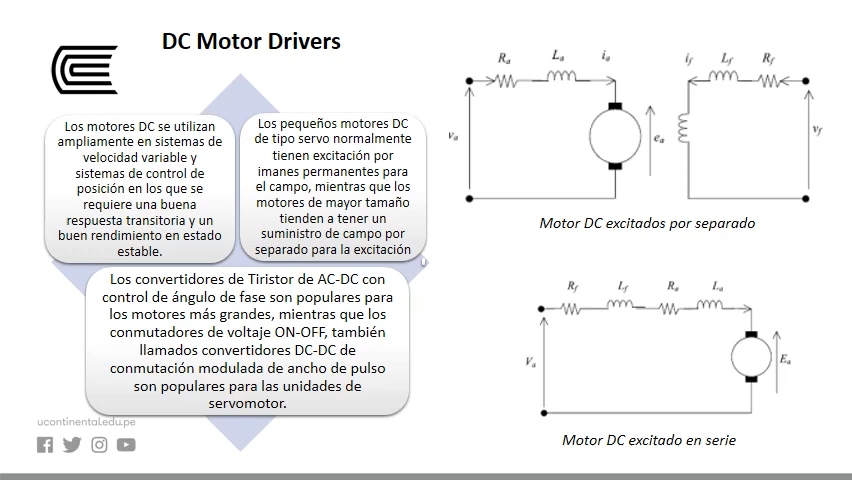 DC Motor Drivers
Los motores DC se utilizan
ampliamente en sistemas de
velocidad variable y
sistemas de control de
posición en los que se
requiere una buena
respuesta transitoria y un
buen rendimiento en estado
estable.
Los pequeños motores DC
de tipo servo normalmente
tienen excitación por
imanes permanentes para
el campo, mientras que los
motores de mayor tamaño
tienden a tener un
suministro de campo por
separado para la excitación
Los convertidores de Tiristor de AC-DC con
control de ángulo de fase son populares para
los motores más grandes, mientras que los
conmutadores de voltaje ON-OFF, también
llamados convertidores DC-DC de
conmutación modulada de ancho de pulso
son populares para las unidades de
servomotor.
ucontinental.edu.pe
Ra La ia if Lf Rf
va ea vf
Motor DC excitados por separado
Rf Lf Ra La
Va Ea
Motor DC excitado en serie